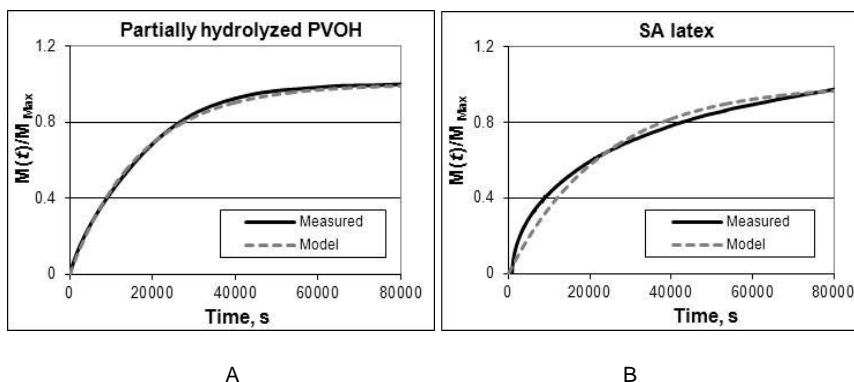 Partially hydrolyzed PVOH
1.2
0.8
0.4
0
M(t)/M Max
Measured
Model
0 20000 40000 60000 80000
Time, s
A
SA latex
1.2
0.8
0.4
0
M(t)/M Max
Measured
Model
0 20000 40000 60000 80000
Time, s
B